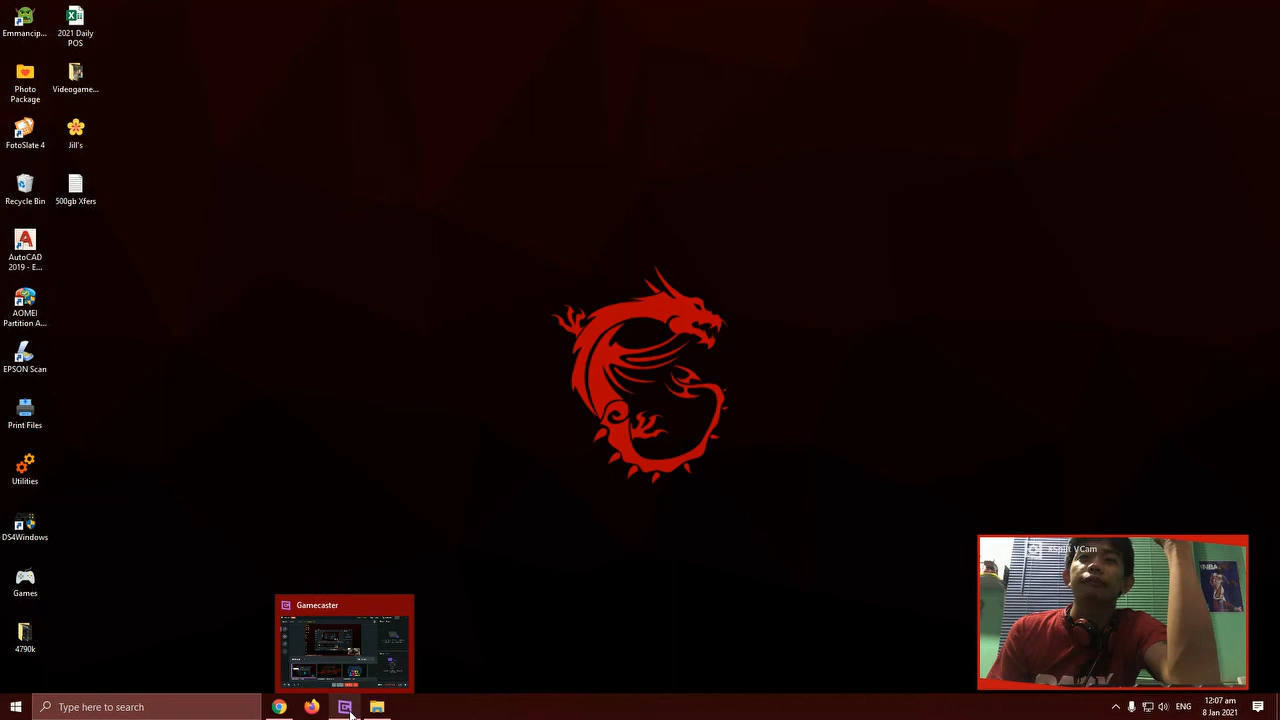 Emmancip...
2021 Daily
POS
Photo
Package
Videogame...
FotoSlate 4
Jill's
Recycle Bin
500gb Xfers
AutoCAD
2019 - E...
AOMEI
Partition A...
EPSON Scan
Print Files
Utilities
DS4Windows
Games
4790k
Gamecaster
VCam
NBA
Type here to search
ENG
12:07 am
8 Jan 2021